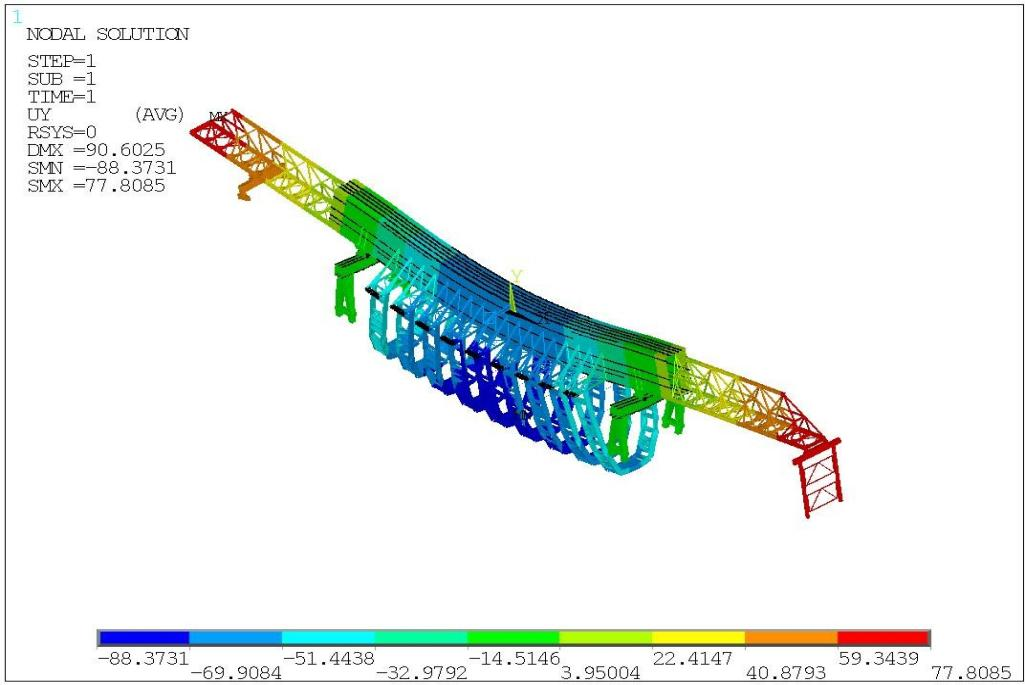 1
NODAL SOLUTION
STEP=1
SUB =1
TIME=1
UY (AVG)
RSYS=0
DMX =90.6025
SMN =-88.3731
SMX =77.8085
MX
Y
-88.3731 -51.4438 -14.5146 22.4147 59.3439
-69.9084 -32.9792 3.95004 40.8793 77.8085